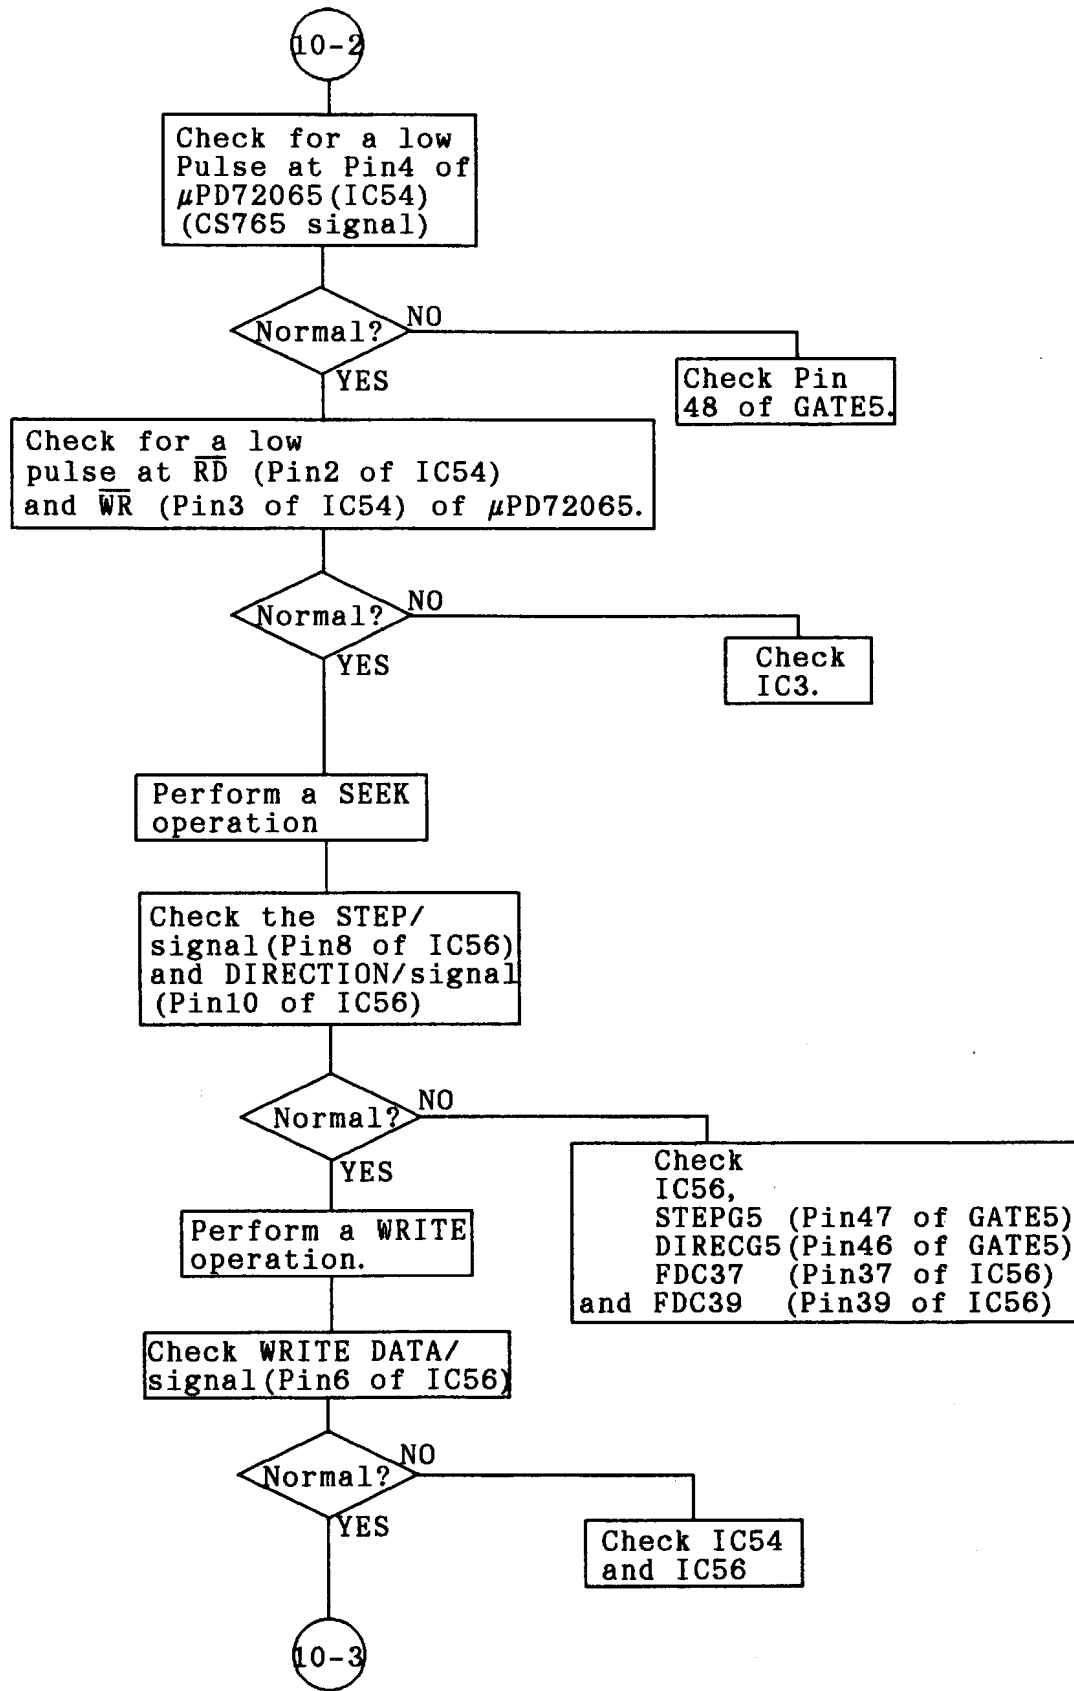 10-2
Check for a low
Pulse at Pin4 of
μPD72065(IC54)
(CS765 signal)
Normal?
NO
YES
Check Pin
48 of GATE5.
Check for a low
pulse at R̅D̅ (Pin2 of IC54)
and W̅R̅ (Pin3 of IC54) of μPD72065.
Normal?
NO
YES
Check
IC3.
Perform a SEEK
operation
Check the STEP/
signal(Pin8 of IC56)
and DIRECTION/signal
(Pin10 of IC56)
Normal?
NO
YES
Check
IC56,
STEPG5 (Pin47 of GATE5)
DIRECG5(Pin46 of GATE5)
FDC37 (Pin37 of IC56)
and FDC39 (Pin39 of IC56)
Perform a WRITE
operation.
Check WRITE DATA/
signal(Pin6 of IC56)
Normal?
NO
YES
Check IC54
and IC56
10-3